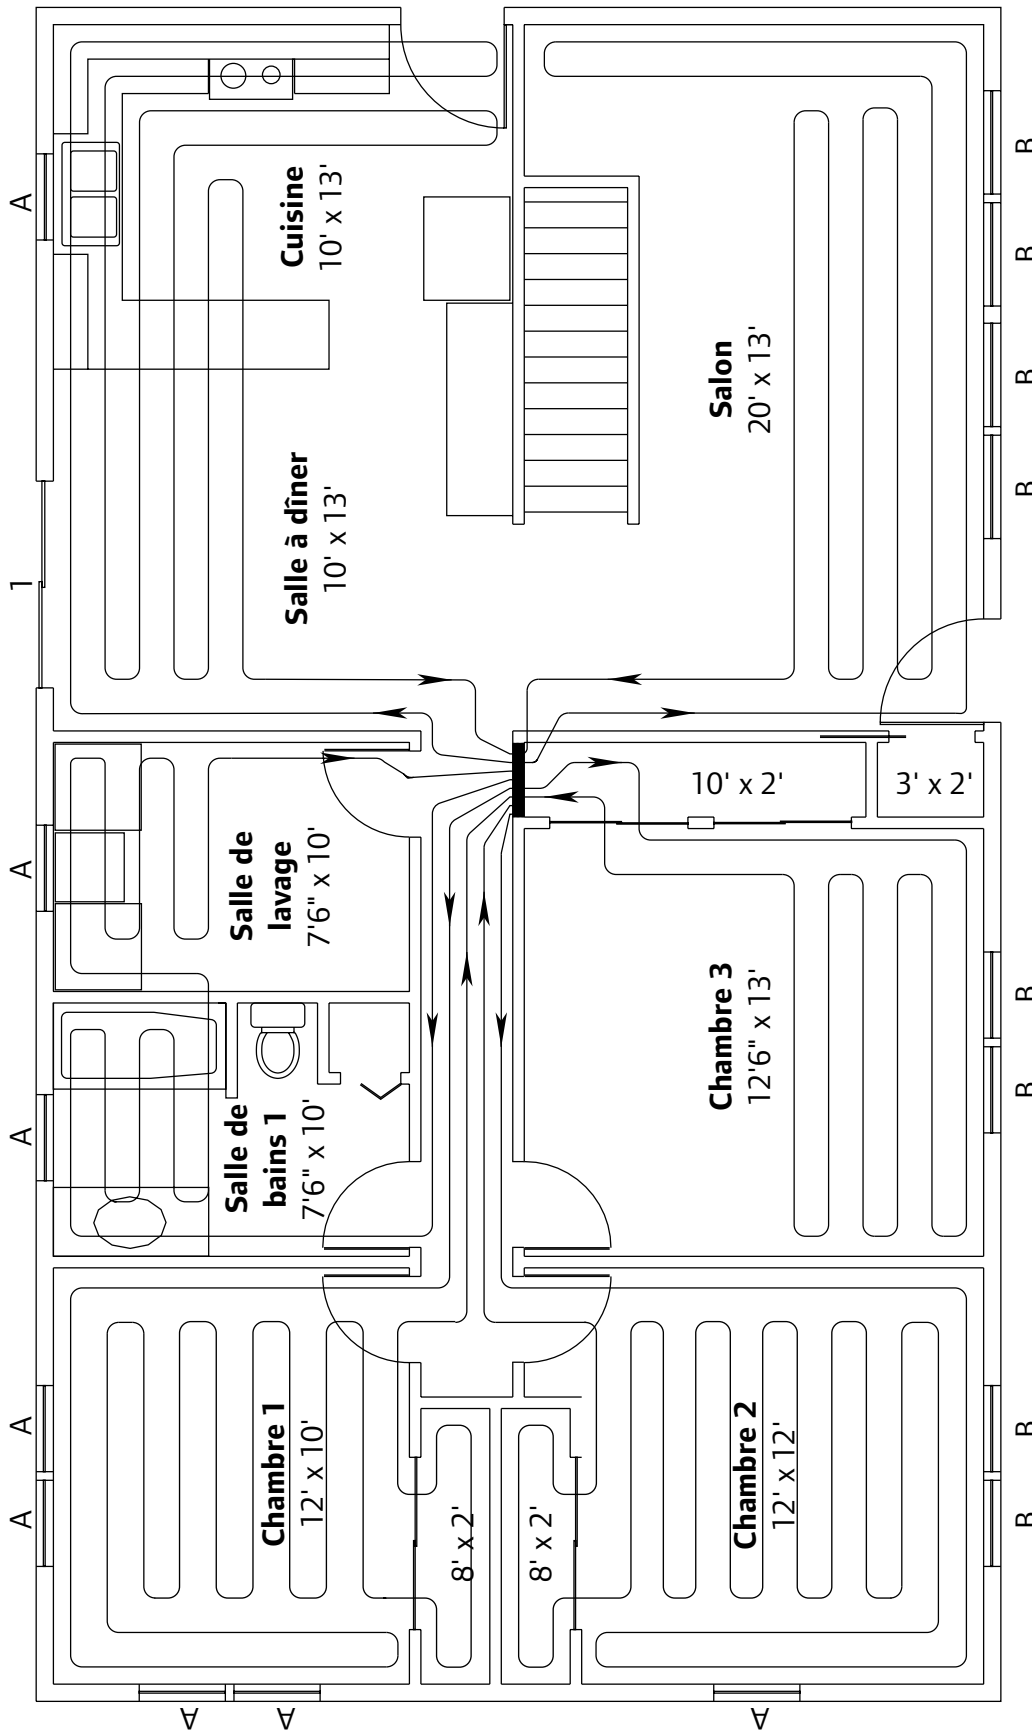 A
A
A
A
1
A
A
A
Chambre 1
12' x 10'
Salle de
bains 1
7'6" x 10'
Salle de
lavage
7'6" x 10'
Salle à dîner
10' x 13'
Cuisine
10' x 13'
8' x 2'
8' x 2'
Chambre 2
12' x 12'
Chambre 3
12'6" x 13'
10' x 2'
3' x 2'
Salon
20' x 13'
A
B
B
B
B
B
B
B
B